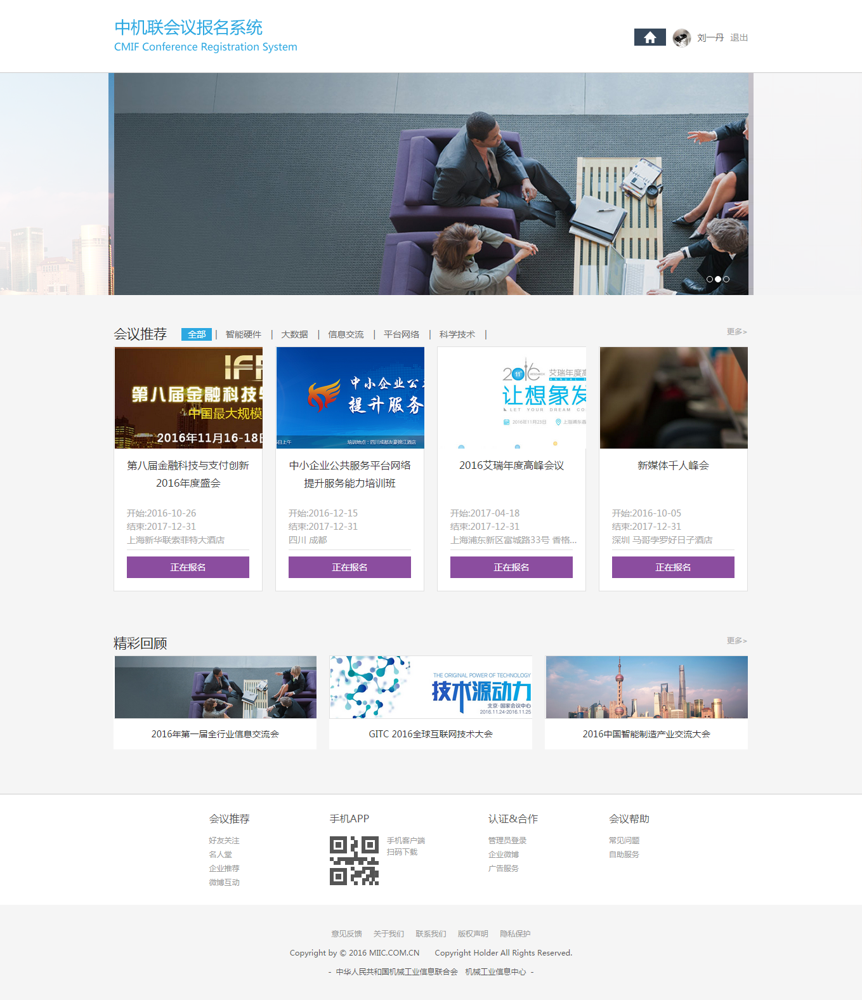 中机联会议报名系统
CMIF Conference Registration System
刘一丹 退出
会议推荐 全部 | 智能硬件 | 大数据 | 信息交流 | 平台网络 | 科学技术 |
更多>
第八届金融科技与
中国最大规模
2016年11月16-18
中小企业公
提升服务
5日上午
培训地点：四川成都友豪锦江酒店
2016 11th iRESEARCH
艾瑞年度高
ANNUAL
让想象发
LET YOUR DREAM CO
2016年11月23日
上海浦东香
第八届金融科技与支付创新
2016年度盛会
开始:2016-10-26
结束:2017-12-31
上海新华联索菲特大酒店
正在报名
中小企业公共服务平台网络
提升服务能力培训班
开始:2016-12-15
结束:2017-12-31
四川 成都
正在报名
2016艾瑞年度高峰会议
开始:2017-04-18
结束:2017-12-31
上海浦东新区富城路33号 香格...
正在报名
新媒体千人峰会
开始:2016-10-05
结束:2017-12-31
深圳 马哥孛罗好日子酒店
正在报名
精彩回顾
更多>
THE ORIGINAL POWER OF TECHNOLOGY
技术源动力
北京·国家会议中心
2016.11.24-2016.11.25
2016年第一届全行业信息交流会
GITC 2016全球互联网技术大会
2016中国智能制造产业交流大会
会议推荐
好友关注
名人堂
企业推荐
微博互动
手机APP
手机客户端
扫码下载
认证&合作
管理员登录
企业微博
广告服务
会议帮助
常见问题
自助服务
意见反馈 关于我们 联系我们 版权声明 隐私保护
Copyright by © 2016 MIIC.COM.CN Copyright Holder All Rights Reserved.
- 中华人民共和国机械工业信息联合会 机械工业信息中心 -